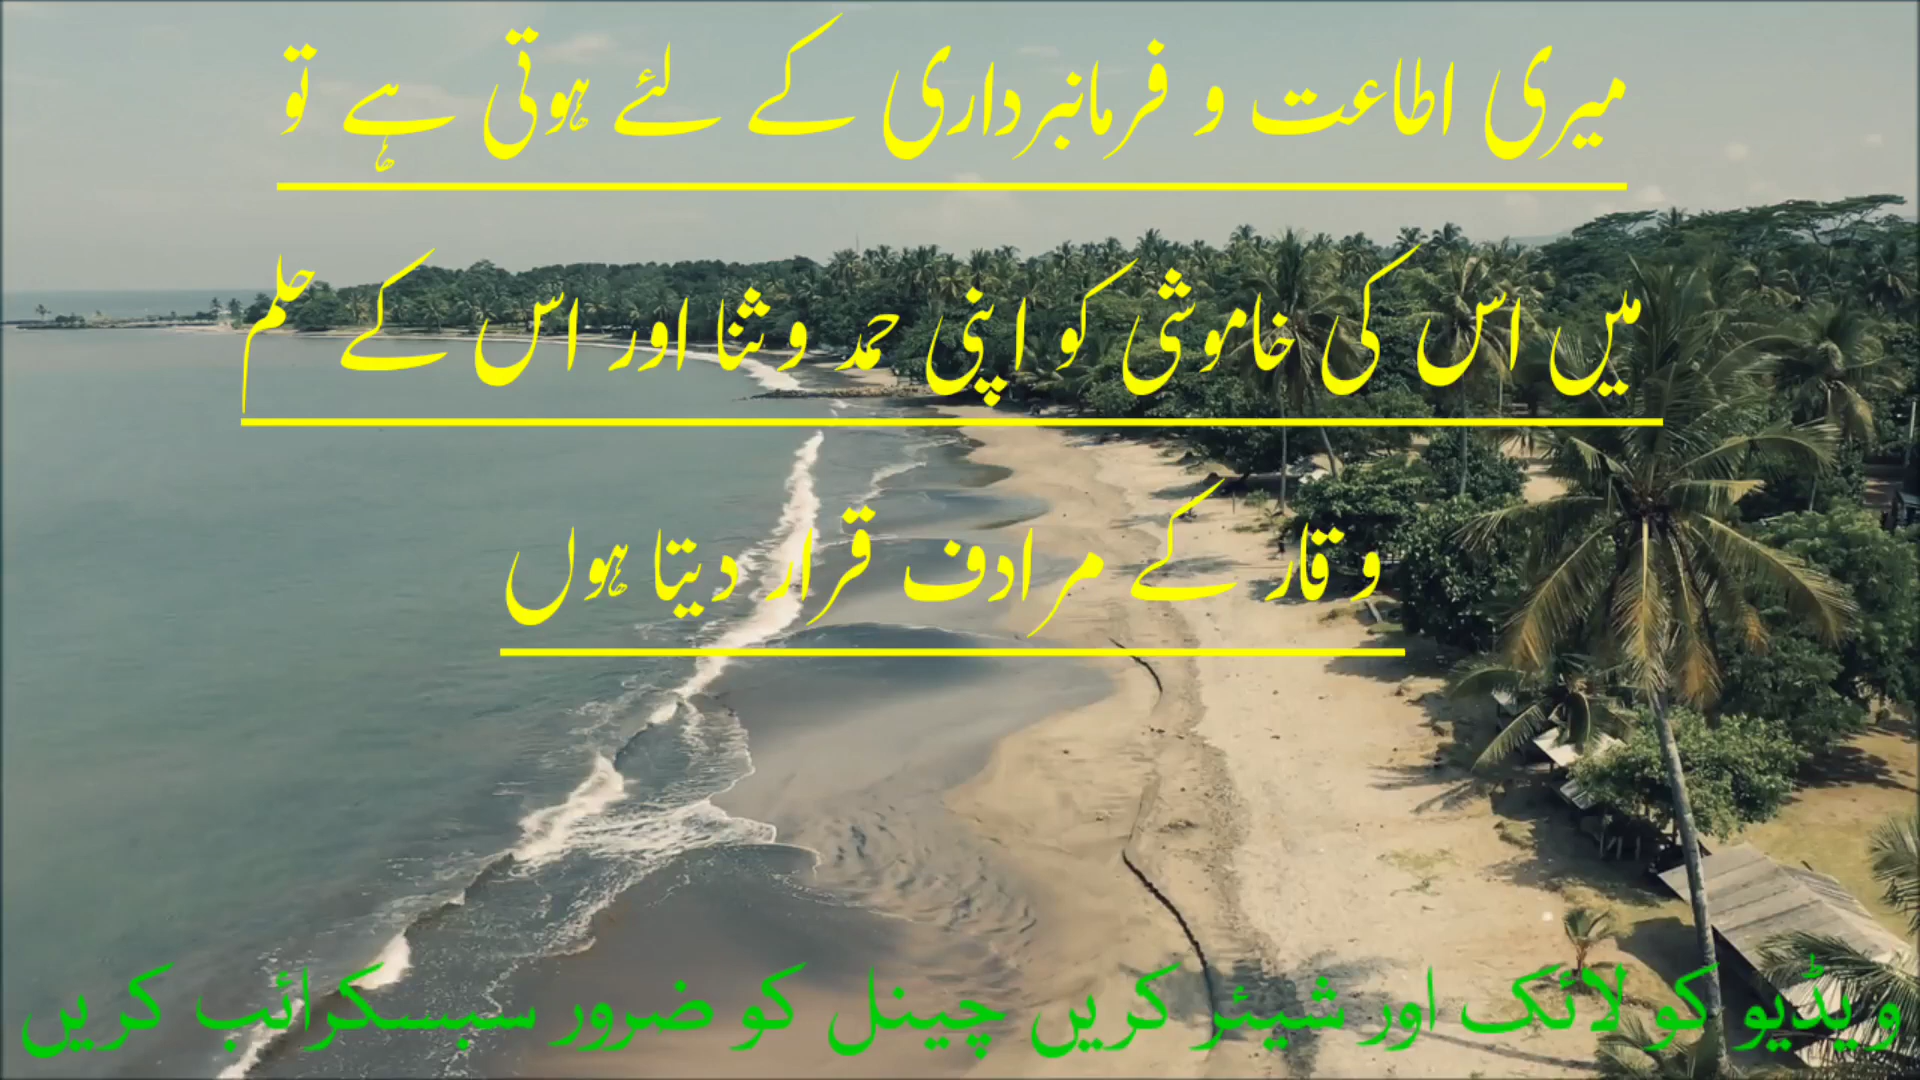 میری اطاعت و فرمانبرداری کے لئے ہوتی ہے تو
میں اس کی خاموشی کو اپنی حمد و ثنا اور اس کے حلم
و قار کے مرادف قرار دیتا ہوں
ویڈیو کو لائک اور شیئر کریں چینل کو ضرور سبسکرائب کریں